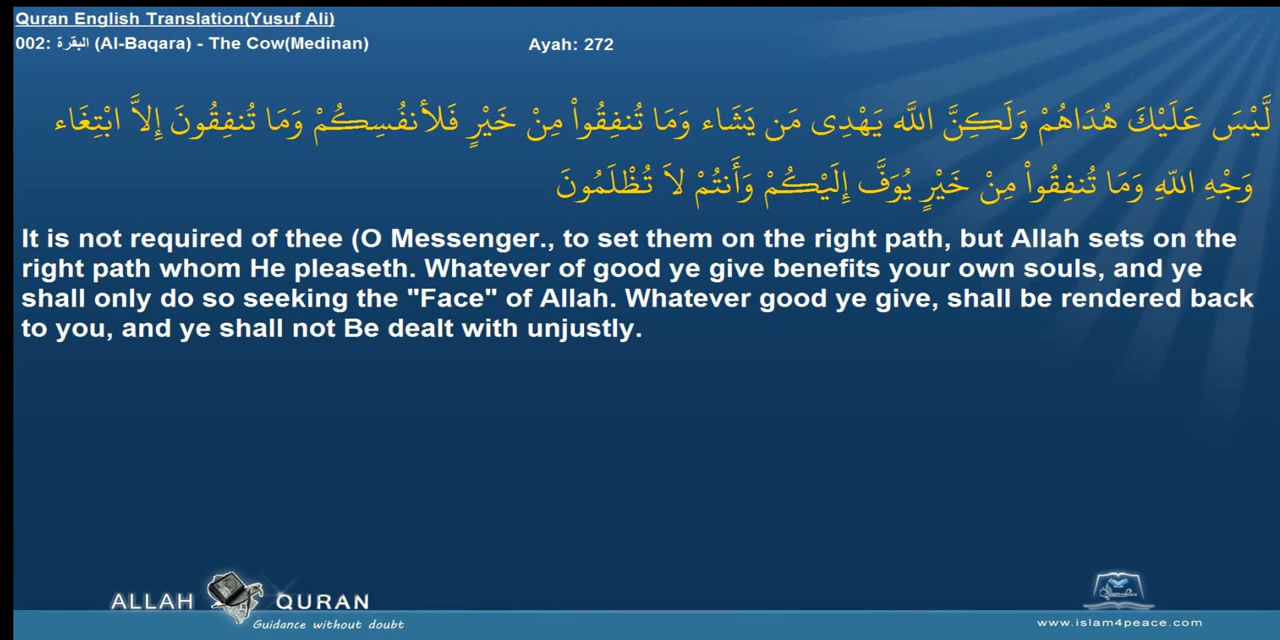 Quran English Translation(Yusuf Ali)
002: البقرة (Al-Baqara) - The Cow(Medinan) Ayah: 272
لَّيْسَ عَلَيْكَ هُدَاهُمْ وَلَكِنَّ اللَّه يَهْدِى مَن يَشَاء وَمَا تُنفِقُواْ مِنْ خَيْرٍ فَلأنفُسِكُمْ وَمَا تُنفِقُونَ إِلاَّ ابْتِغَاء
وَجْهِ اللّهِ وَمَا تُنفِقُواْ مِنْ خَيْرٍ يُوَفَّ إِلَيْكُمْ وَأَنتُمْ لاَ تُظْلَمُونَ
It is not required of thee (O Messenger., to set them on the right path, but Allah sets on the
right path whom He pleaseth. Whatever of good ye give benefits your own souls, and ye
shall only do so seeking the "Face" of Allah. Whatever good ye give, shall be rendered back
to you, and ye shall not Be dealt with unjustly.
ALLAH QURAN
Guidance without doubt
www.islam4peace.com